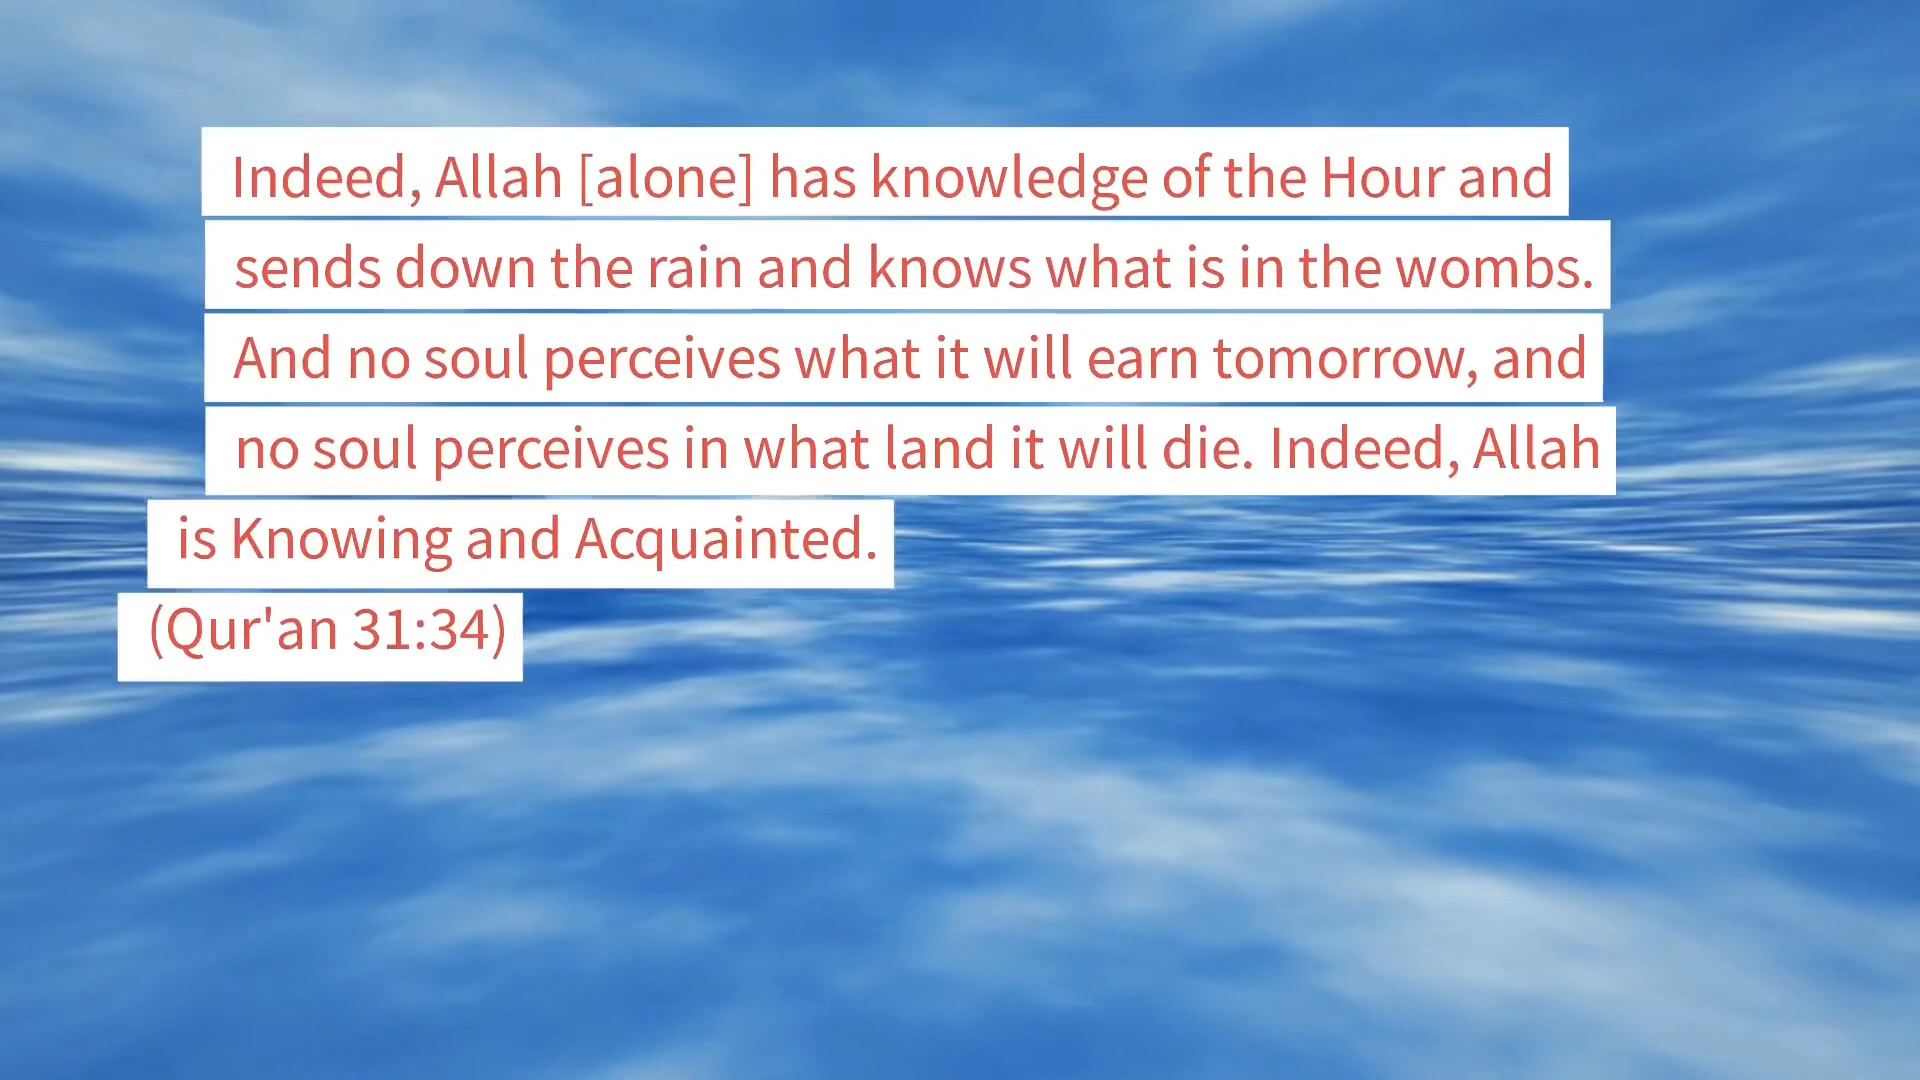 Indeed, Allah [alone] has knowledge of the Hour and
sends down the rain and knows what is in the wombs.
And no soul perceives what it will earn tomorrow, and
no soul perceives in what land it will die. Indeed, Allah
is Knowing and Acquainted.
(Qur'an 31:34)